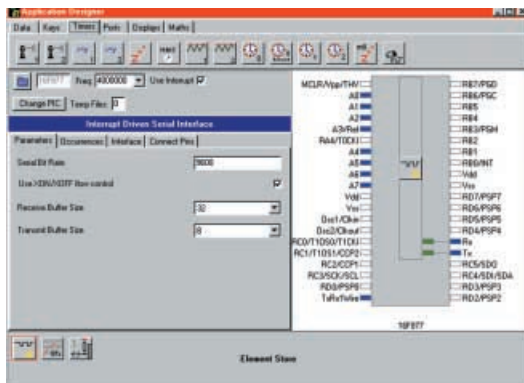 Application Designer
Data Keys Timers Ports Displays Maths
16F877 Freq 4000000 Use Interrupt
Change PIC Temp Files 0
Interrupt Driven Serial Interface
Parameters Occurrences Interface Connect Pins
Serial Bit Rate 9600
Use XON/XOFF flow control
Receive Buffer Size 32
Transmit Buffer Size 8
MCLR/Vpp/THV RB7/PGD
A0 RB6/PGC
A1 RB5
A2 RB4
A3/Ref RB3/PGM
RA4/T0CKI RB2
A4 RB1
A5 RB0/INT
A6 Vdd
A7 Vss
Vdd RD7/PSP7
Vss RD6/PSP6
Osc1/Clkin RD5/PSP5
Osc2/Clkout RD4/PSP4
RC0/T1OSO/T1CKI Rx
RC1/T1OSI/CCP2 Tx
RC2/CCP1 RC5/SDO
RC3/SCK/SCL RC4/SDI/SDA
RD3/PSP3
TxRxTwire RD2/PSP2
16F877
Element Store